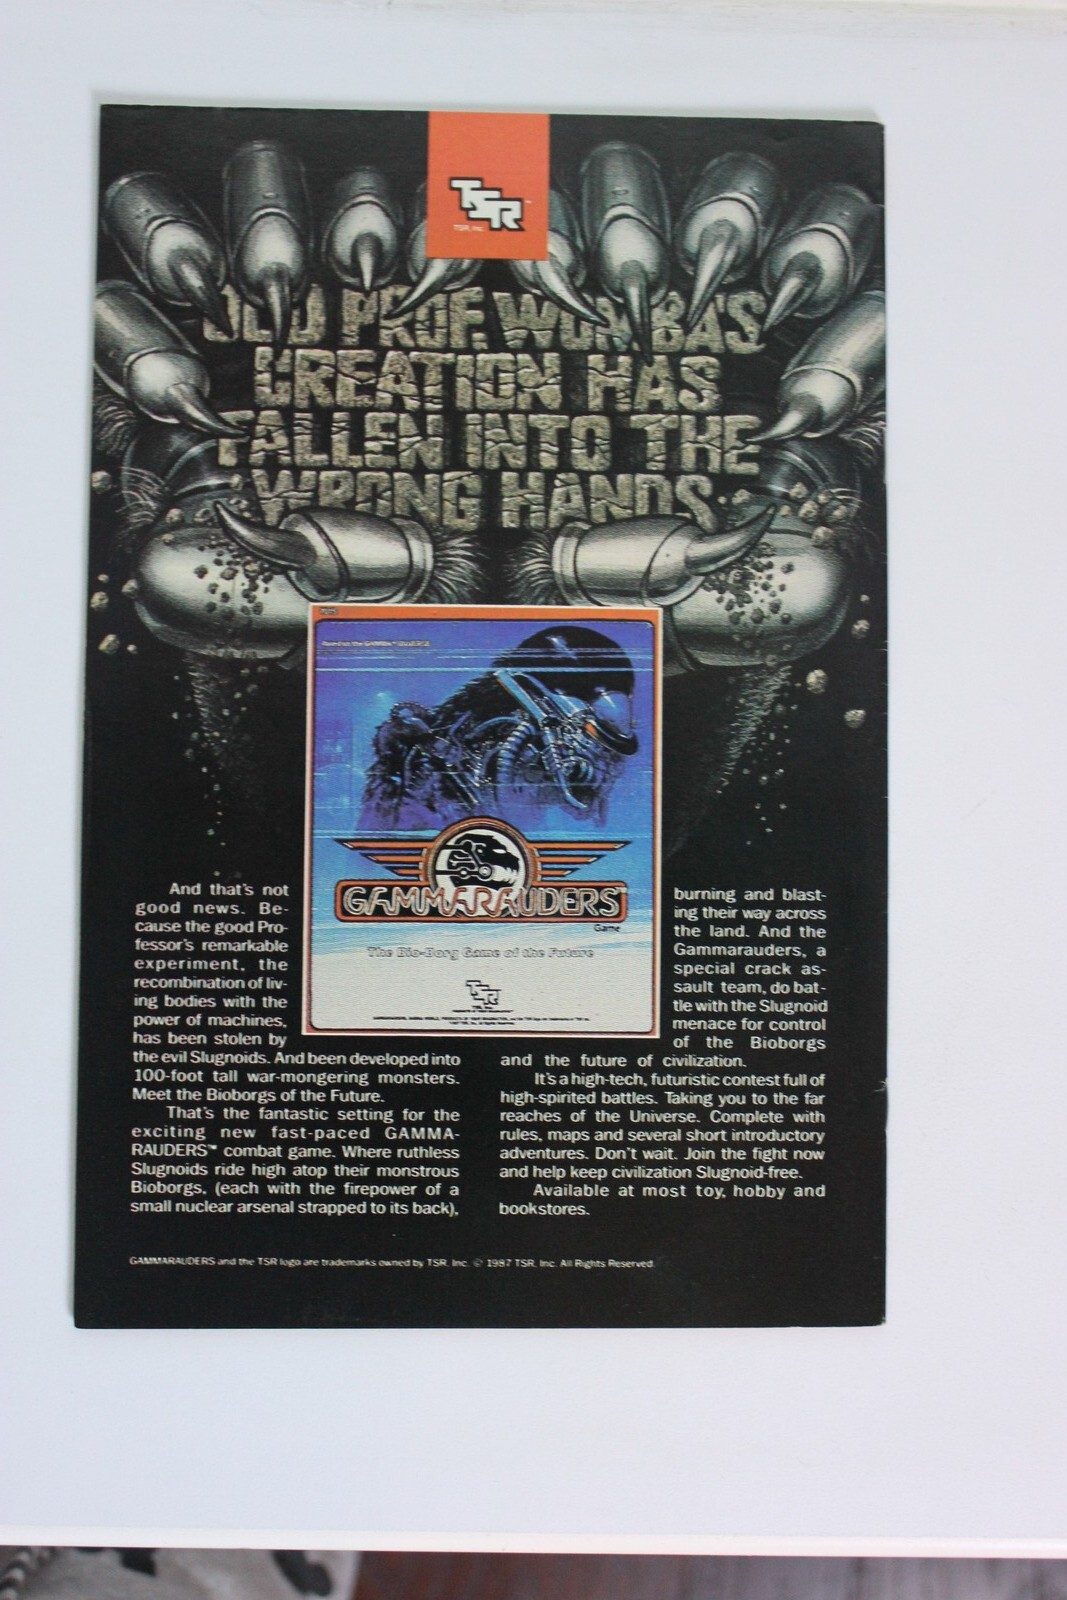 TSR
TSR, Inc.
OLD PROF. WOMBA'S
CREATION HAS
FALLEN INTO THE
WRONG HANDS.
GAMMARAUDERS™
Game
The Bio-Borg Game of the Future
TSR
And that's not
good news. Be-
cause the good Pro-
fessor's remarkable
experiment, the
recombination of liv-
ing bodies with the
power of machines,
has been stolen by
the evil Slugnoids. And been developed into
100-foot tall war-mongering monsters.
Meet the Bioborgs of the Future.
That's the fantastic setting for the
exciting new fast-paced GAMMA-
RAUDERS™ combat game. Where ruthless
Slugnoids ride high atop their monstrous
Bioborgs, (each with the firepower of a
small nuclear arsenal strapped to its back),
burning and blast-
ing their way across
the land. And the
Gammarauders, a
special crack as-
sault team, do bat-
tle with the Slugnoid
menace for control
of the Bioborgs
and the future of civilization.
It's a high-tech, futuristic contest full of
high-spirited battles. Taking you to the far
reaches of the Universe. Complete with
rules, maps and several short introductory
adventures. Don't wait. Join the fight now
and help keep civilization Slugnoid-free.
Available at most toy, hobby and
bookstores.
GAMMARAUDERS and the TSR logo are trademarks owned by TSR, Inc. © 1987 TSR, Inc. All Rights Reserved.